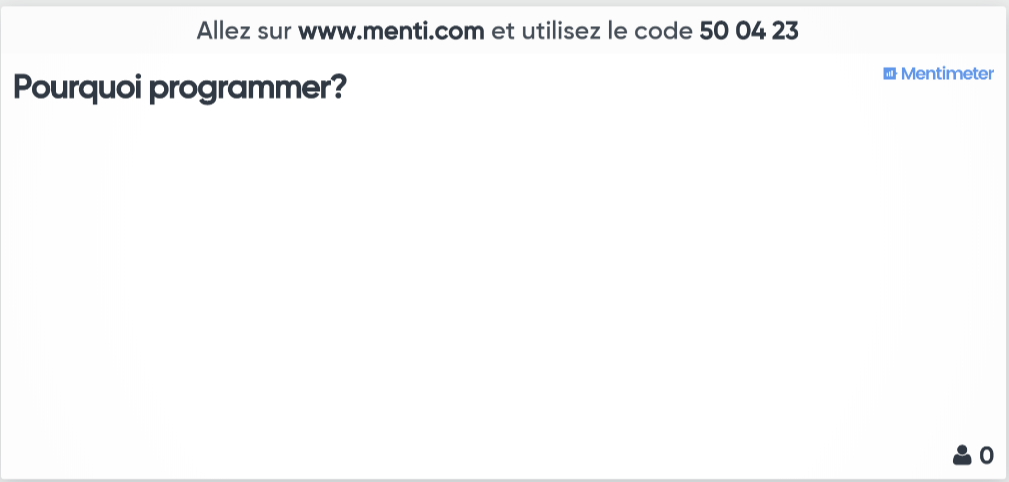 Allez sur www.menti.com et utilisez le code 50 04 23
Mentimeter
Pourquoi programmer?
0